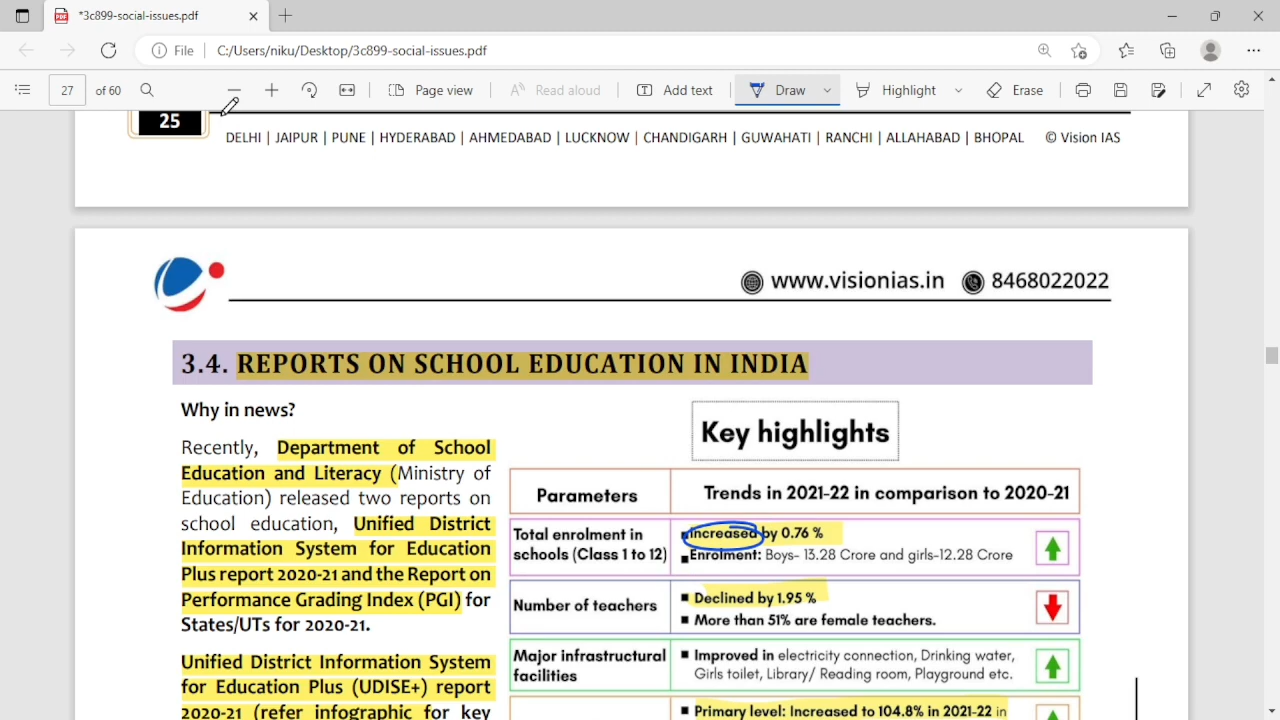 *3c899-social-issues.pdf
File
C:/Users/niku/Desktop/3c899-social-issues.pdf
27 of 60
Page view
Read aloud
Add text
Draw
Highlight
Erase
25
DELHI | JAIPUR | PUNE | HYDERABAD | AHMEDABAD | LUCKNOW | CHANDIGARH | GUWAHATI | RANCHI | ALLAHABAD | BHOPAL © Vision IAS
www.visionias.in 8468022022
3.4. REPORTS ON SCHOOL EDUCATION IN INDIA
Why in news?
Recently, Department of School
Education and Literacy (Ministry of
Education) released two reports on
school education, Unified District
Information System for Education
Plus report 2020-21 and the Report on
Performance Grading Index (PGI) for
States/UTs for 2020-21.
Unified District Information System
for Education Plus (UDISE+) report
2020-21 (refer infographic for key
Key highlights
Parameters
Trends in 2021-22 in comparison to 2020-21
Total enrolment in
schools (Class 1 to 12)
Increased by 0.76 %
Enrolment: Boys- 13.28 Crore and girls-12.28 Crore
Number of teachers
Declined by 1.95 %
More than 51% are female teachers.
Major infrastructural
facilities
Improved in electricity connection, Drinking water,
Girls toilet, Library/ Reading room, Playground etc.
Primary level: Increased to 104.8% in 2021-22 in